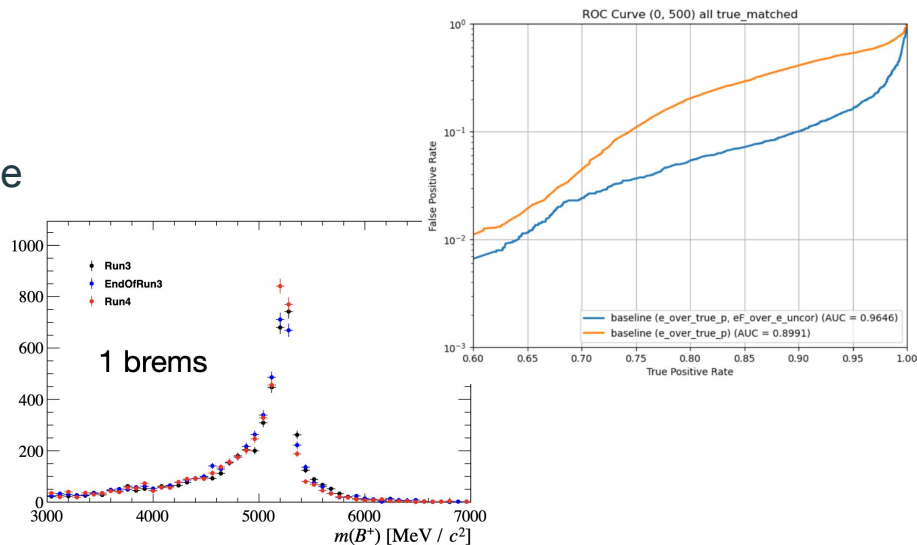 ROC Curve (0, 500) all true_matched
10⁰
10⁻¹
10⁻²
10⁻³
False Positive Rate
baseline (e_over_true_p, eF_over_e_uncor) (AUC = 0.9646)
baseline (e_over_true_p) (AUC = 0.8991)
0.60 0.65 0.70 0.75 0.80 0.85 0.90 0.95 1.00
True Positive Rate
e
1000
800
600
400
200
0
Run3
EndOfRun3
Run4
1 brems
3000 4000 5000 6000 7000
m(B⁺) [MeV / c²]